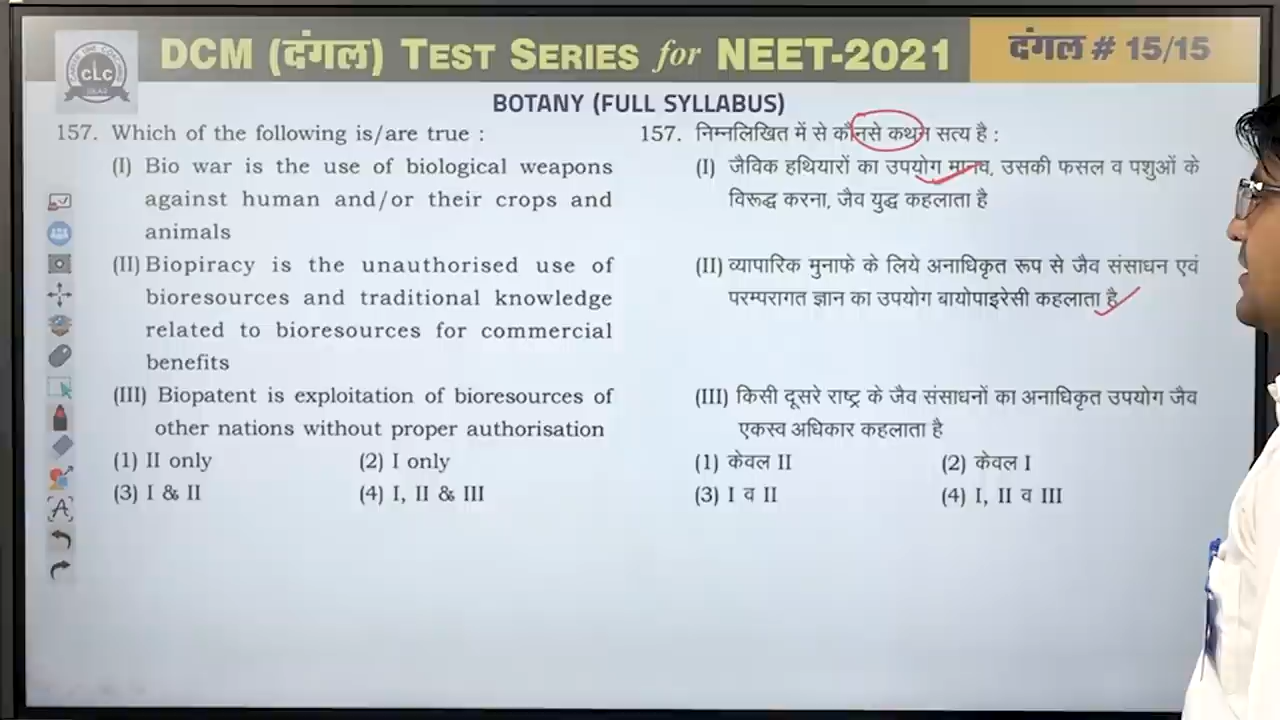 DCM (दंगल) TEST SERIES for NEET-2021
दंगल # 15/15
CLC
BOTANY (FULL SYLLABUS)
157. Which of the following is/are true :
(I) Bio war is the use of biological weapons
against human and/or their crops and
animals
(II) Biopiracy is the unauthorised use of
bioresources and traditional knowledge
related to bioresources for commercial
benefits
(III) Biopatent is exploitation of bioresources of
other nations without proper authorisation
(1) II only (2) I only
(3) I & II (4) I, II & III
157. निम्नलिखित में से कौनसे कथन सत्य है :
(I) जैविक हथियारों का उपयोग मानव, उसकी फसल व पशुओं के
विरूद्ध करना, जैव युद्ध कहलाता है
(II) व्यापारिक मुनाफे के लिये अनाधिकृत रूप से जैव संसाधन एवं
परम्परागत ज्ञान का उपयोग बायोपाइरेसी कहलाता है
(III) किसी दूसरे राष्ट्र के जैव संसाधनों का अनाधिकृत उपयोग जैव
एकस्व अधिकार कहलाता है
(1) केवल II (2) केवल I
(3) I व II (4) I, II व III
A